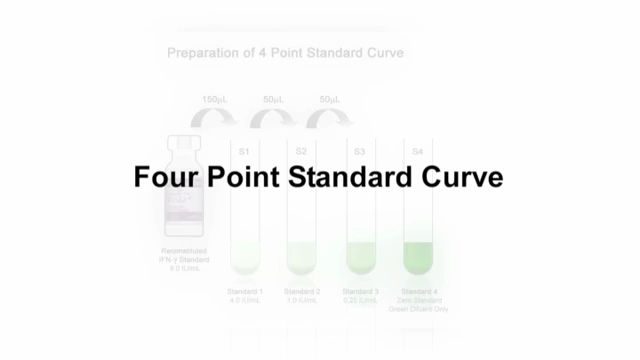 Preparation of 4 Point Standard Curve
150µL 50µL 50µL
S1 S2 S3 S4
Four Point Standard Curve
Reconstituted
IFN-γ Standard
8.0 IU/mL
Standard 1
4.0 IU/mL
Standard 2
1.0 IU/mL
Standard 3
0.25 IU/mL
Standard 4
Zero Standard
Green Diluent Only